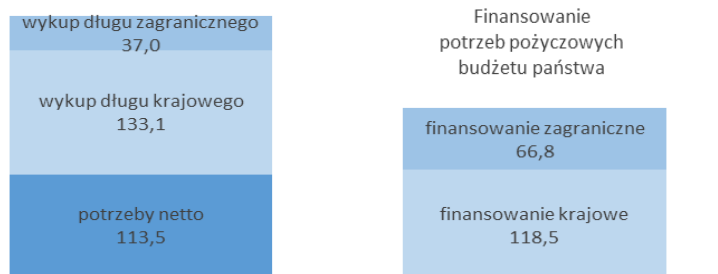 wykup długu zagranicznego
37,0
wykup długu krajowego
133,1
potrzeby netto
113,5
Finansowanie
potrzeb pożyczowych
budżetu państwa
finansowanie zagraniczne
66,8
finansowanie krajowe
118,5